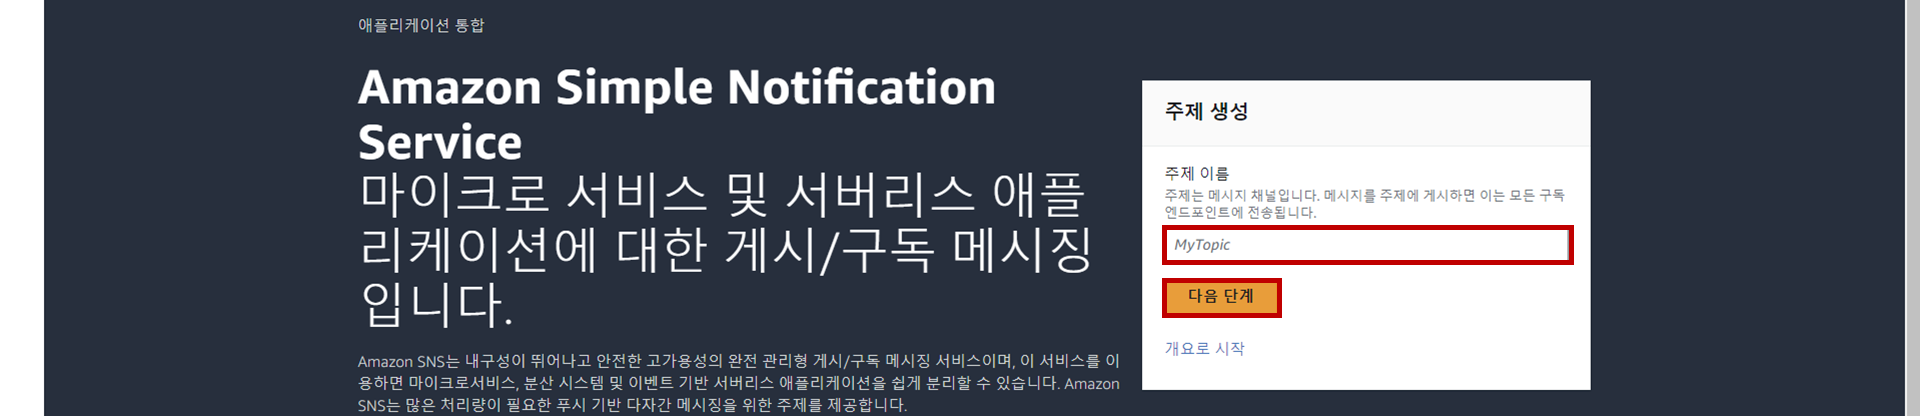 애플리케이션 통합
Amazon Simple Notification
Service
마이크로 서비스 및 서버리스 애플
리케이션에 대한 게시/구독 메시징
입니다.
Amazon SNS는 내구성이 뛰어나고 안전한 고가용성의 완전 관리형 게시/구독 메시징 서비스이며, 이 서비스를 이
용하면 마이크로서비스, 분산 시스템 및 이벤트 기반 서버리스 애플리케이션을 쉽게 분리할 수 있습니다. Amazon
SNS는 많은 처리량이 필요한 푸시 기반 다자간 메시징을 위한 주제를 제공합니다.
주제 생성
주제 이름
주제는 메시지 채널입니다. 메시지를 주제에 게시하면 이는 모든 구독
엔드포인트에 전송됩니다.
MyTopic
다음 단계
개요로 시작